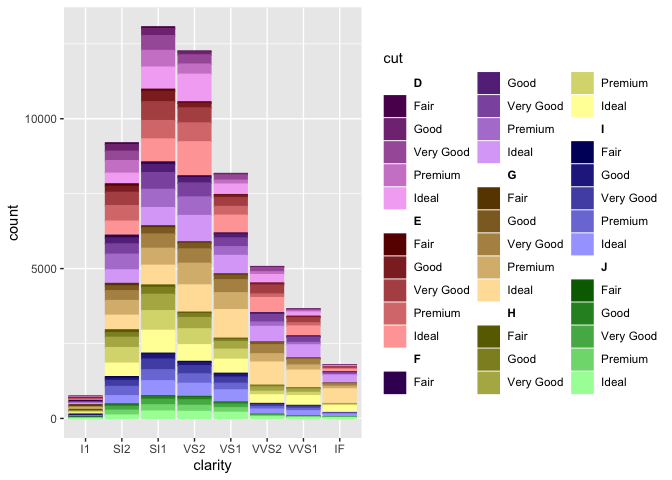 10000
5000
0
count
I1
SI2
SI1
VS2
VS1
VVS2
VVS1
IF
clarity
cut
D
Fair
Good
Very Good
Premium
Ideal
E
Fair
Good
Very Good
Premium
Ideal
F
Fair
Good
Very Good
Premium
Ideal
G
Fair
Good
Very Good
Premium
Ideal
H
Fair
Good
Very Good
Premium
Ideal
I
Fair
Good
Very Good
Premium
Ideal
J
Fair
Good
Very Good
Premium
Ideal